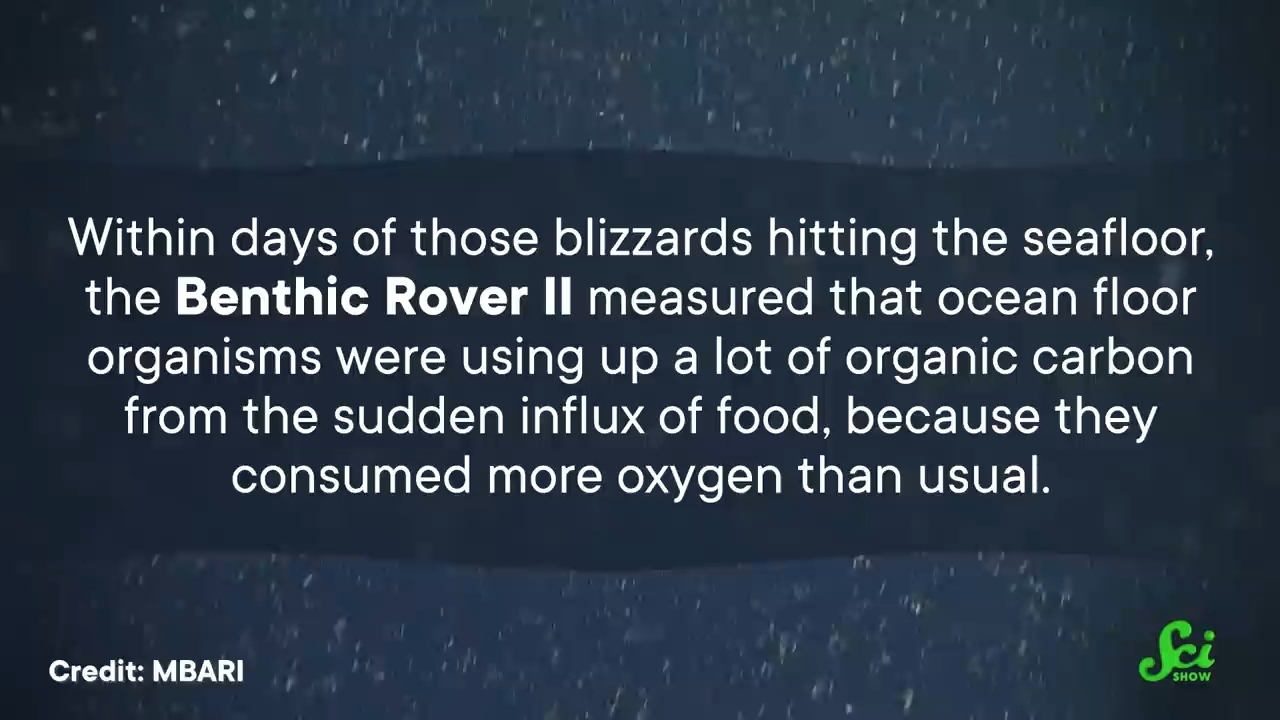 Within days of those blizzards hitting the seafloor,
the Benthic Rover II measured that ocean floor
organisms were using up a lot of organic carbon
from the sudden influx of food, because they
consumed more oxygen than usual.
Credit: MBARI
Sci
SHOW